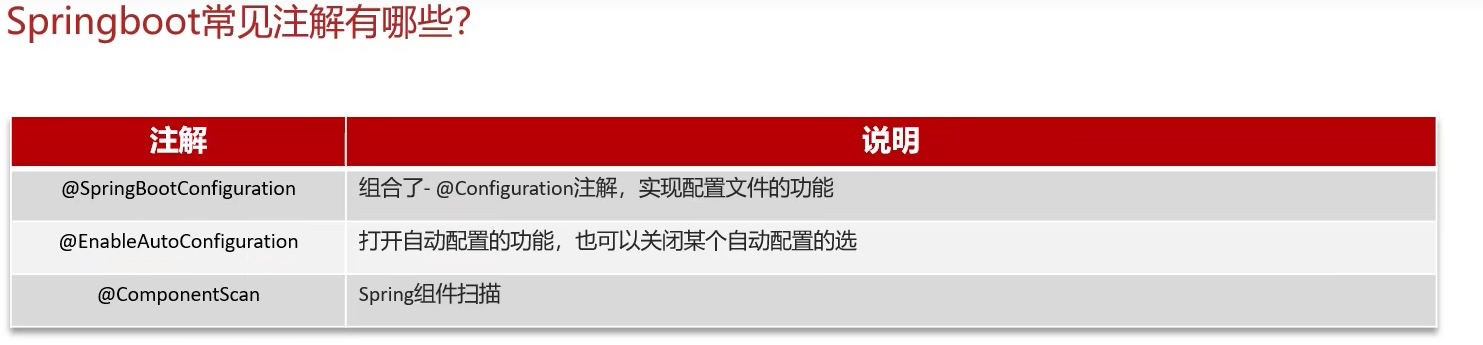 Springboot常见注解有哪些?
注解 说明
@SpringBootConfiguration 组合了- @Configuration注解，实现配置文件的功能
@EnableAutoConfiguration 打开自动配置的功能，也可以关闭某个自动配置的选
@ComponentScan Spring组件扫描